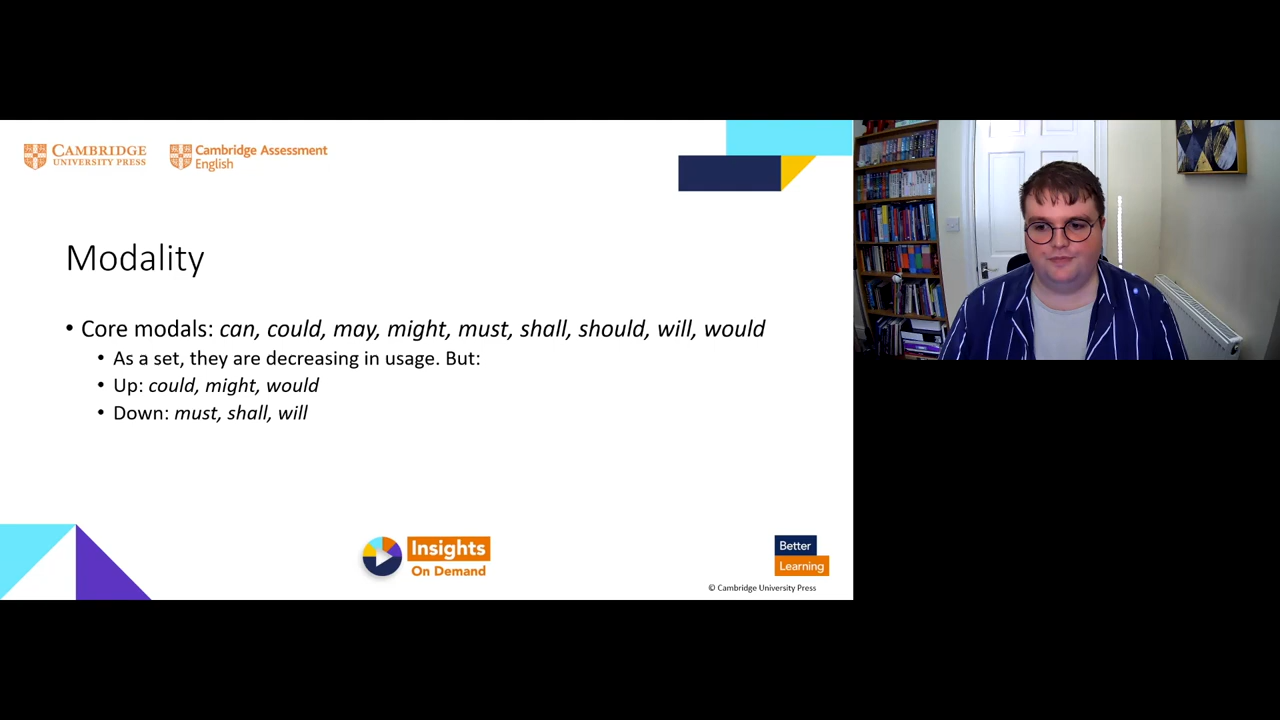 CAMBRIDGE
UNIVERSITY PRESS
Cambridge Assessment
English
Modality
• Core modals: can, could, may, might, must, shall, should, will, would
• As a set, they are decreasing in usage. But:
• Up: could, might, would
• Down: must, shall, will
Insights
On Demand
Better
Learning
© Cambridge University Press